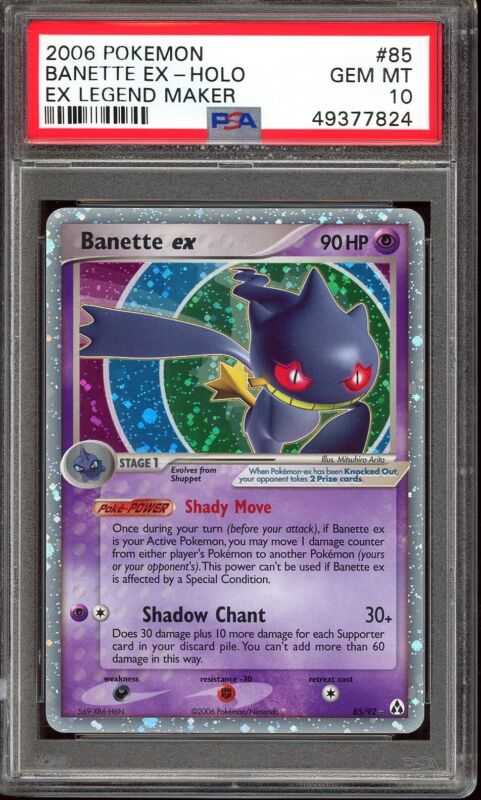 2006 POKEMON #85
BANETTE EX-HOLO GEM MT
EX LEGEND MAKER 10
PSA 49377824
Banette ex 90 HP
STAGE 1
Evolves from
Shuppet
Illus. Mitsuhiro Arita
When Pokémon-ex has been Knocked Out,
your opponent takes 2 Prize cards.
Poké-POWER Shady Move
Once during your turn (before your attack), if Banette ex
is your Active Pokémon, you may move 1 damage counter
from either player's Pokémon to another Pokémon (yours
or your opponent's). This power can't be used if Banette ex
is affected by a Special Condition.
Shadow Chant 30+
Does 30 damage plus 10 more damage for each Supporter
card in your discard pile. You can't add more than 60
damage in this way.
weakness resistance -30 retreat cost
569-XB6-H6N ©2006 Pokémon/Nintendo 85/92
PSA